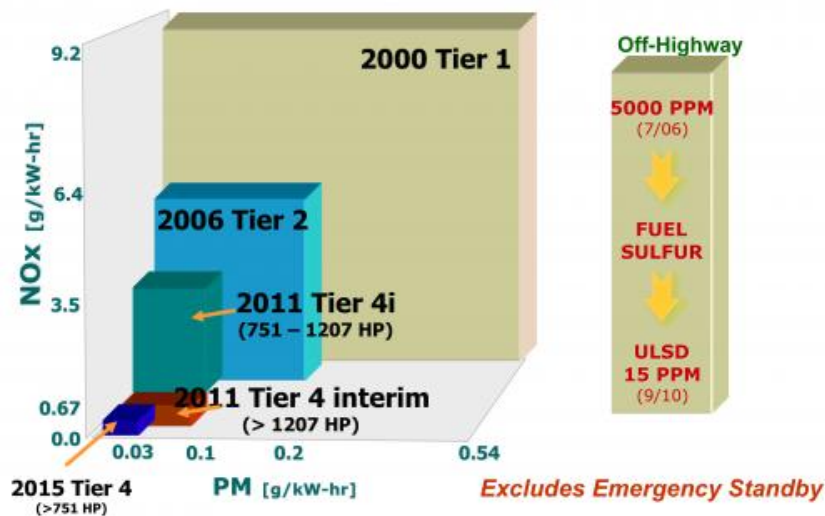 9.2
6.4
3.5
0.67
0.0
NOx [g/kW-hr]
2000 Tier 1
2006 Tier 2
2011 Tier 4i
(751 – 1207 HP)
2011 Tier 4 interim
(> 1207 HP)
0.03
0.1
0.2
0.54
2015 Tier 4
(>751 HP)
PM [g/kW-hr]
Off-Highway
5000 PPM
(7/06)
FUEL
SULFUR
ULSD
15 PPM
(9/10)
Excludes Emergency Standby